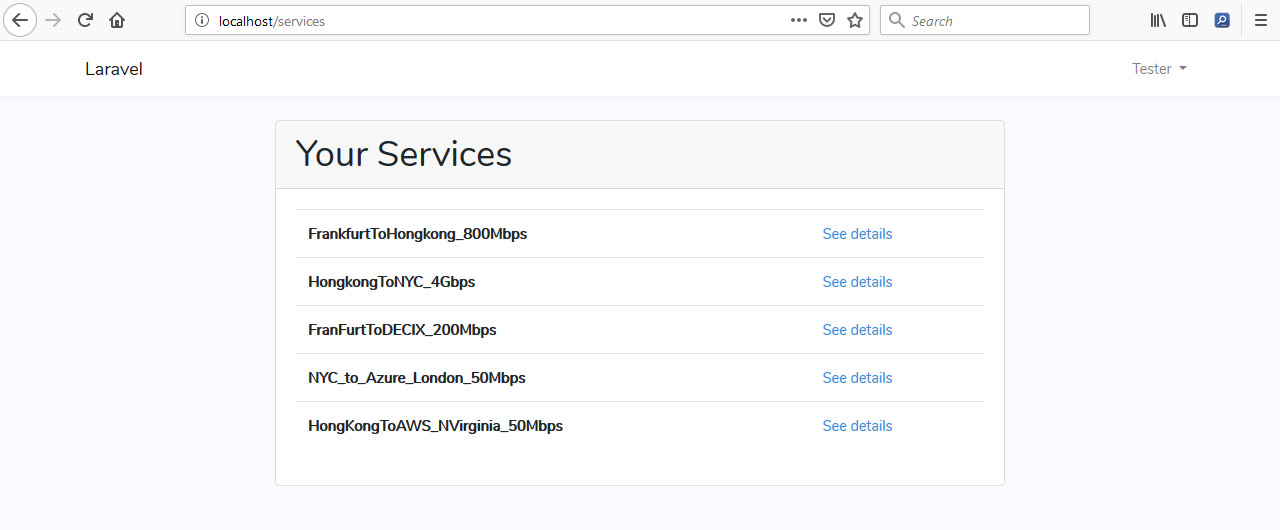 localhost/services
Search
Laravel
Tester
Your Services
FrankfurtToHongkong_800Mbps See details
HongkongToNYC_4Gbps See details
FranFurtToDECIX_200Mbps See details
NYC_to_Azure_London_50Mbps See details
HongKongToAWS_NVirginia_50Mbps See details